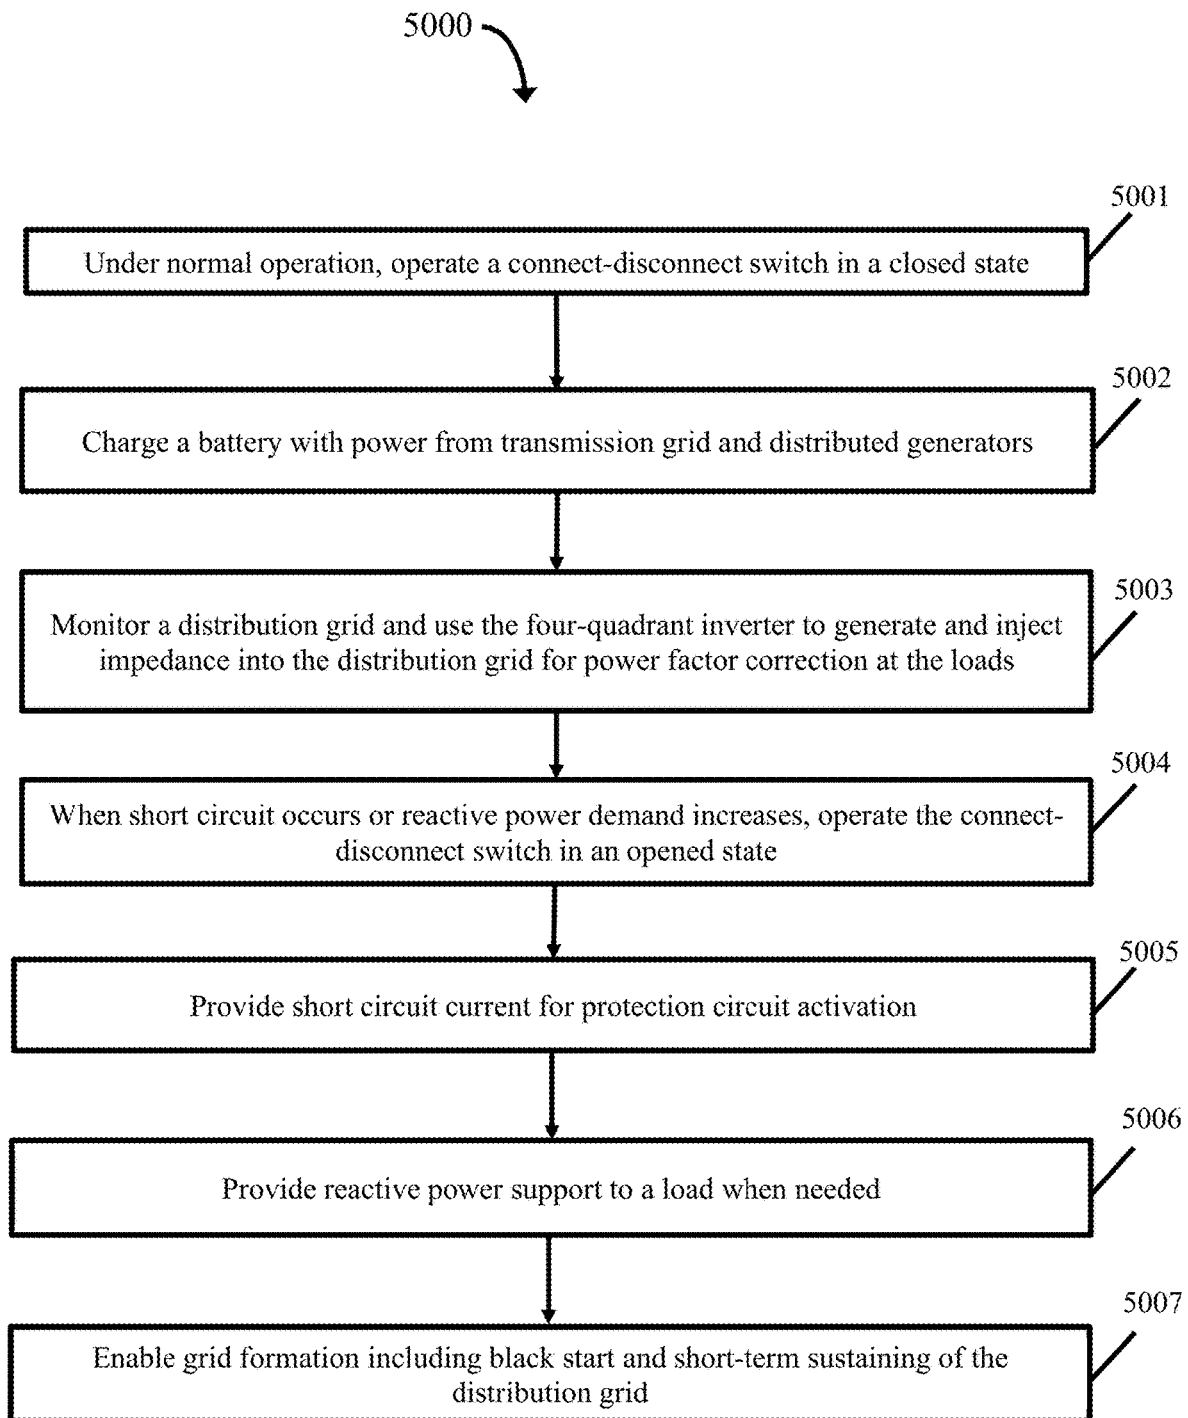 5000
5001
Under normal operation, operate a connect-disconnect switch in a closed state
5002
Charge a battery with power from transmission grid and distributed generators
5003
Monitor a distribution grid and use the four-quadrant inverter to generate and inject
impedance into the distribution grid for power factor correction at the loads
5004
When short circuit occurs or reactive power demand increases, operate the connect-
disconnect switch in an opened state
5005
Provide short circuit current for protection circuit activation
5006
Provide reactive power support to a load when needed
5007
Enable grid formation including black start and short-term sustaining of the
distribution grid